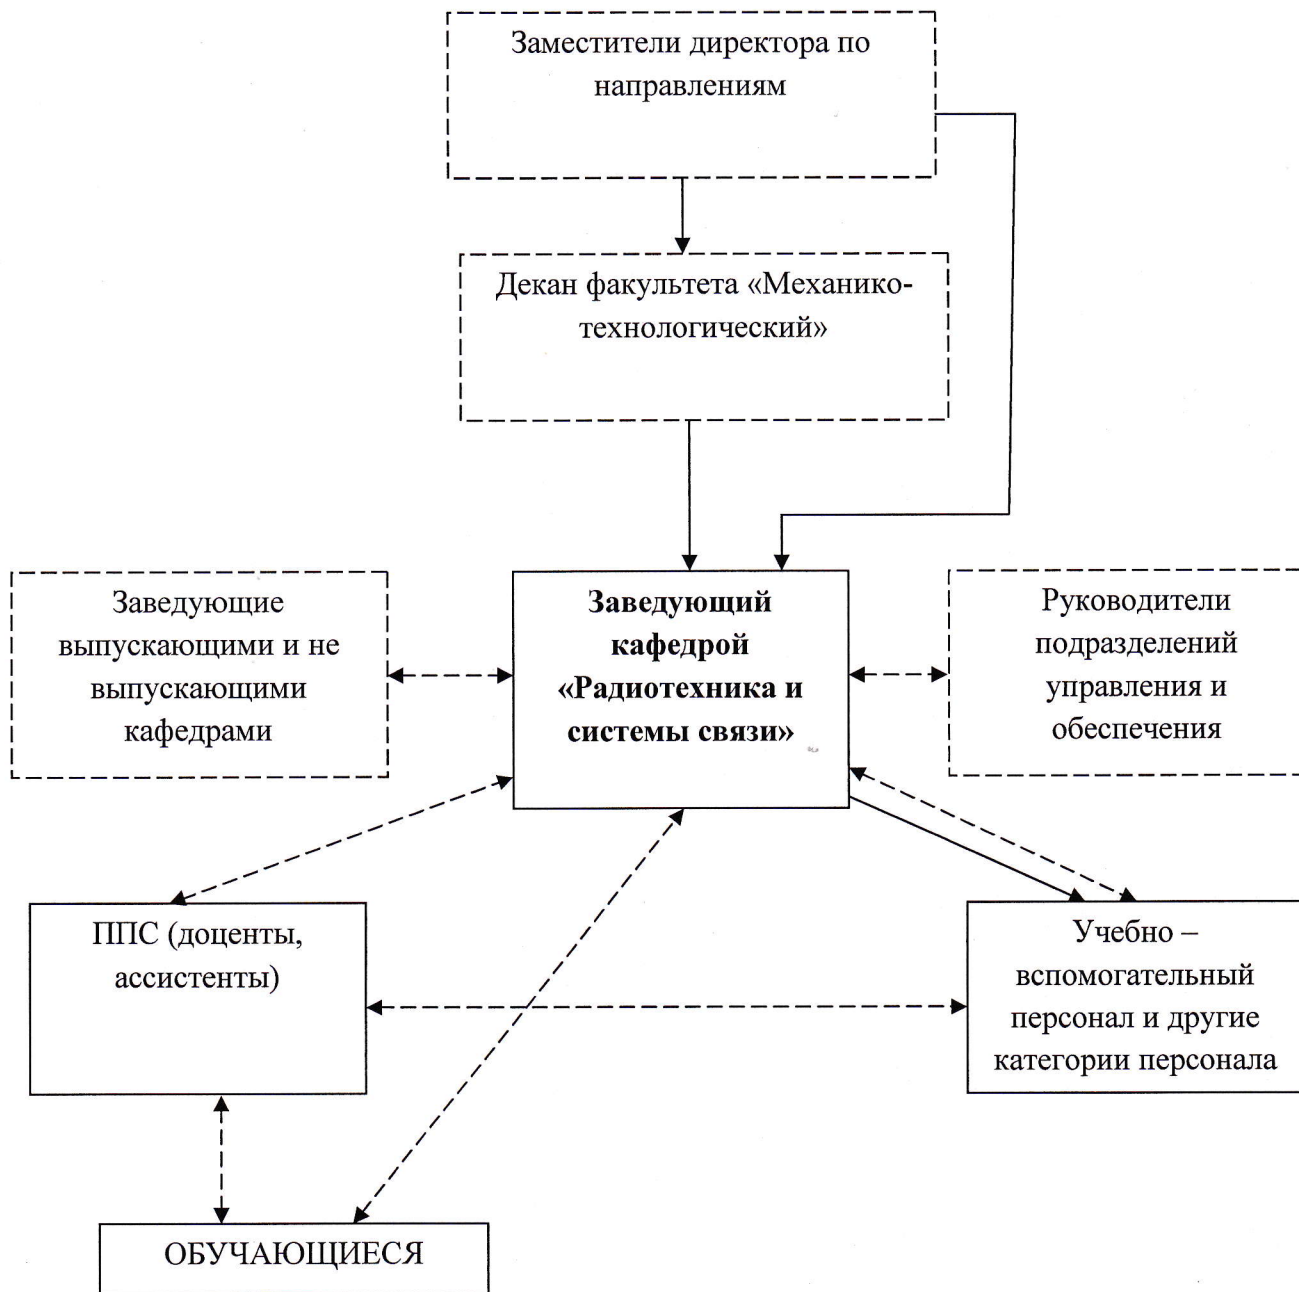 Заместители директора по
направлениям
Декан факультета «Механико-
технологический»
Заведующие
выпускающими и не
выпускающими
кафедрами
Заведующий
кафедрой
«Радиотехника и
системы связи»
Руководители
подразделений
управления и
обеспечения
ППС (доценты,
ассистенты)
Учебно –
вспомогательный
персонал и другие
категории персонала
ОБУЧАЮЩИЕСЯ